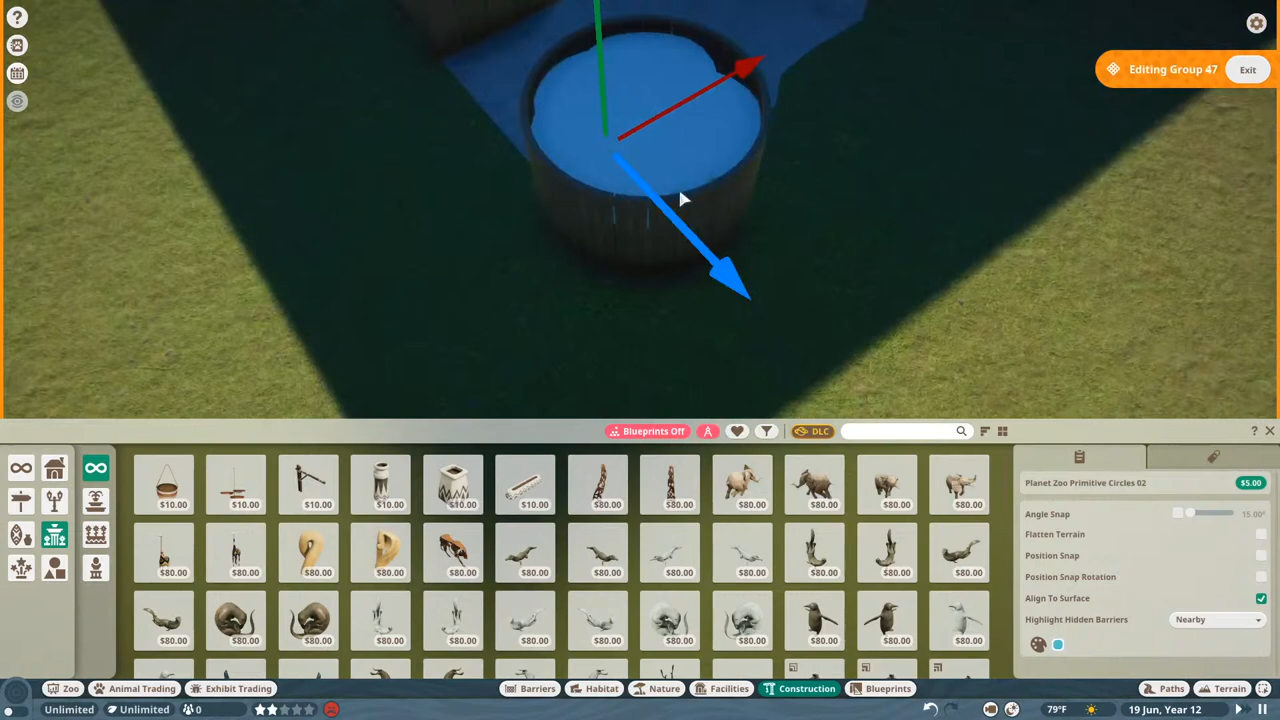 ?
Editing Group 47
Exit
Blueprints Off
DLC
? ×
Planet Zoo Primitive Circles 02
$5.00
Angle Snap
15.00°
Flatten Terrain
Position Snap
Position Snap Rotation
Align To Surface
Highlight Hidden Barriers
Nearby
$10.00 $10.00 $10.00 $10.00 $10.00 $10.00 $80.00 $80.00 $80.00 $80.00 $80.00 $80.00
$80.00 $80.00 $80.00 $80.00 $80.00 $80.00 $80.00 $80.00 $80.00 $80.00 $80.00 $80.00
$80.00 $80.00 $80.00 $80.00 $80.00 $80.00 $80.00 $80.00 $80.00 $80.00 $80.00 $80.00
Zoo
Animal Trading
Exhibit Trading
Barriers
Habitat
Nature
Facilities
Construction
Blueprints
Paths
Terrain
Unlimited
Unlimited
0
79°F
19 Jun, Year 12